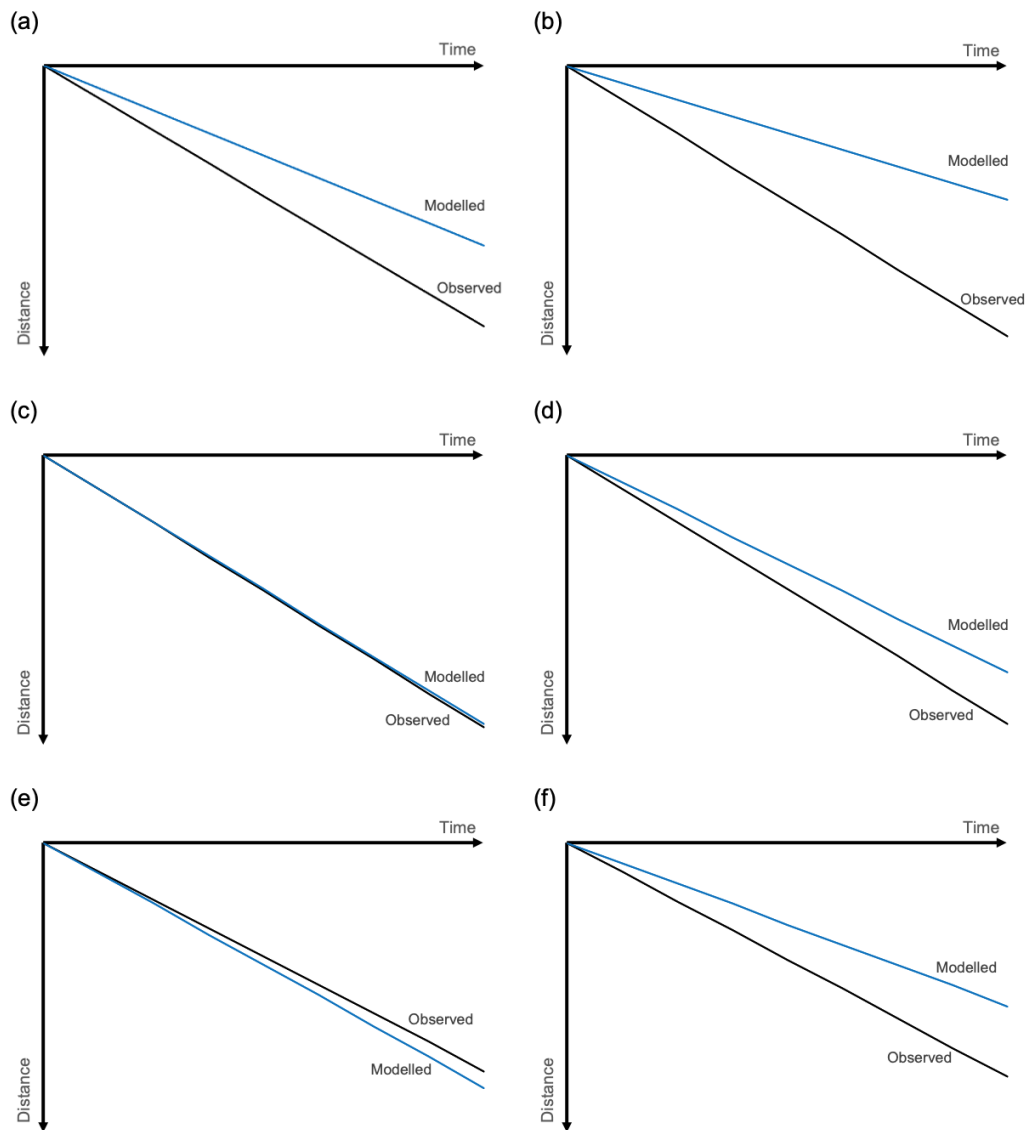 (a)
Time
Modelled
Observed
Distance
(b)
Time
Modelled
Observed
Distance
(c)
Time
Modelled
Observed
Distance
(d)
Time
Modelled
Observed
Distance
(e)
Time
Observed
Modelled
Distance
(f)
Time
Modelled
Observed
Distance